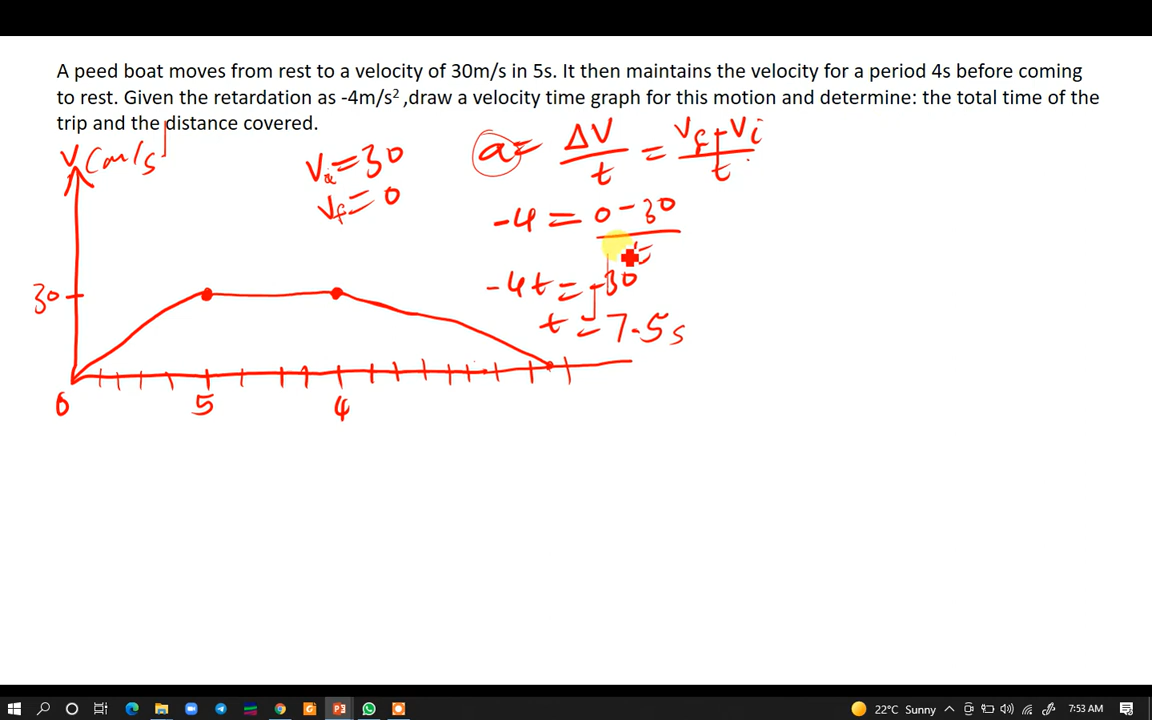 A peed boat moves from rest to a velocity of 30m/s in 5s. It then maintains the velocity for a period 4s before coming
to rest. Given the retardation as -4m/s² ,draw a velocity time graph for this motion and determine: the total time of the
trip and the distance covered.
V (m/s)
Vi = 30
Vf = 0
a = ΔV/t = Vf - Vi/t
-4 = 0 - 30/t
-4t = -30
t = 7.5s
30
0 5 4
22°C Sunny 7:53 AM